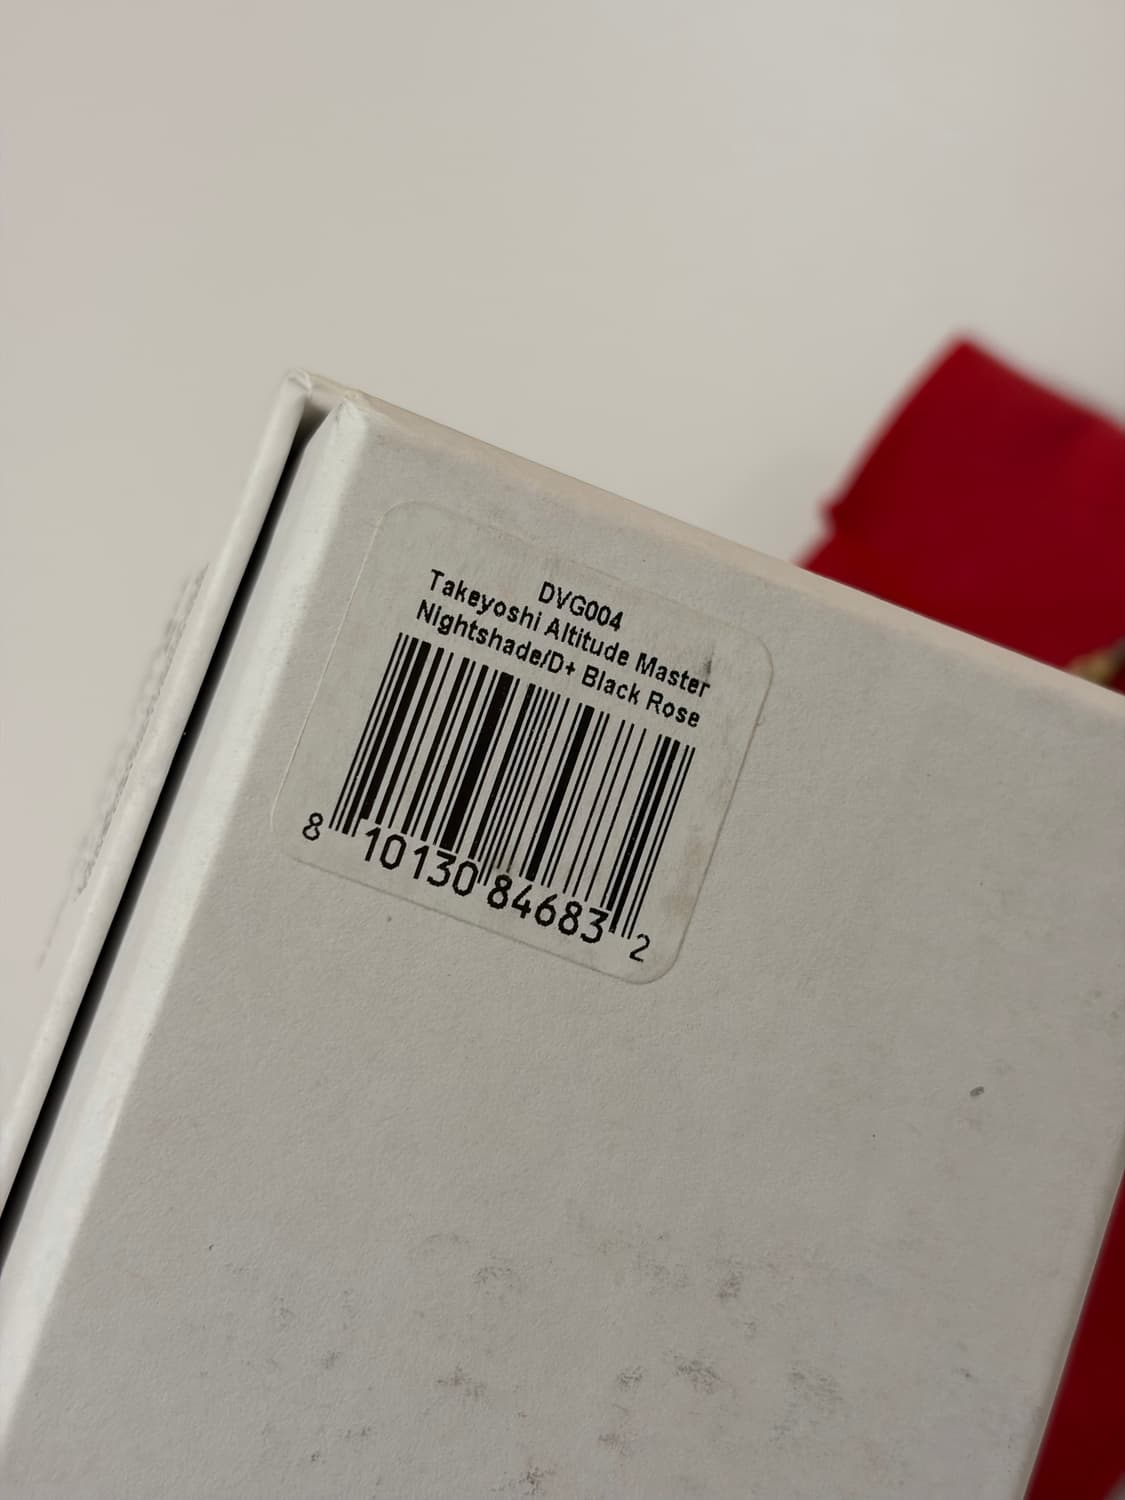 DVG004
Takeyoshi Altitude Master
Nightshade/D+ Black Rose
8 10130 84683 2